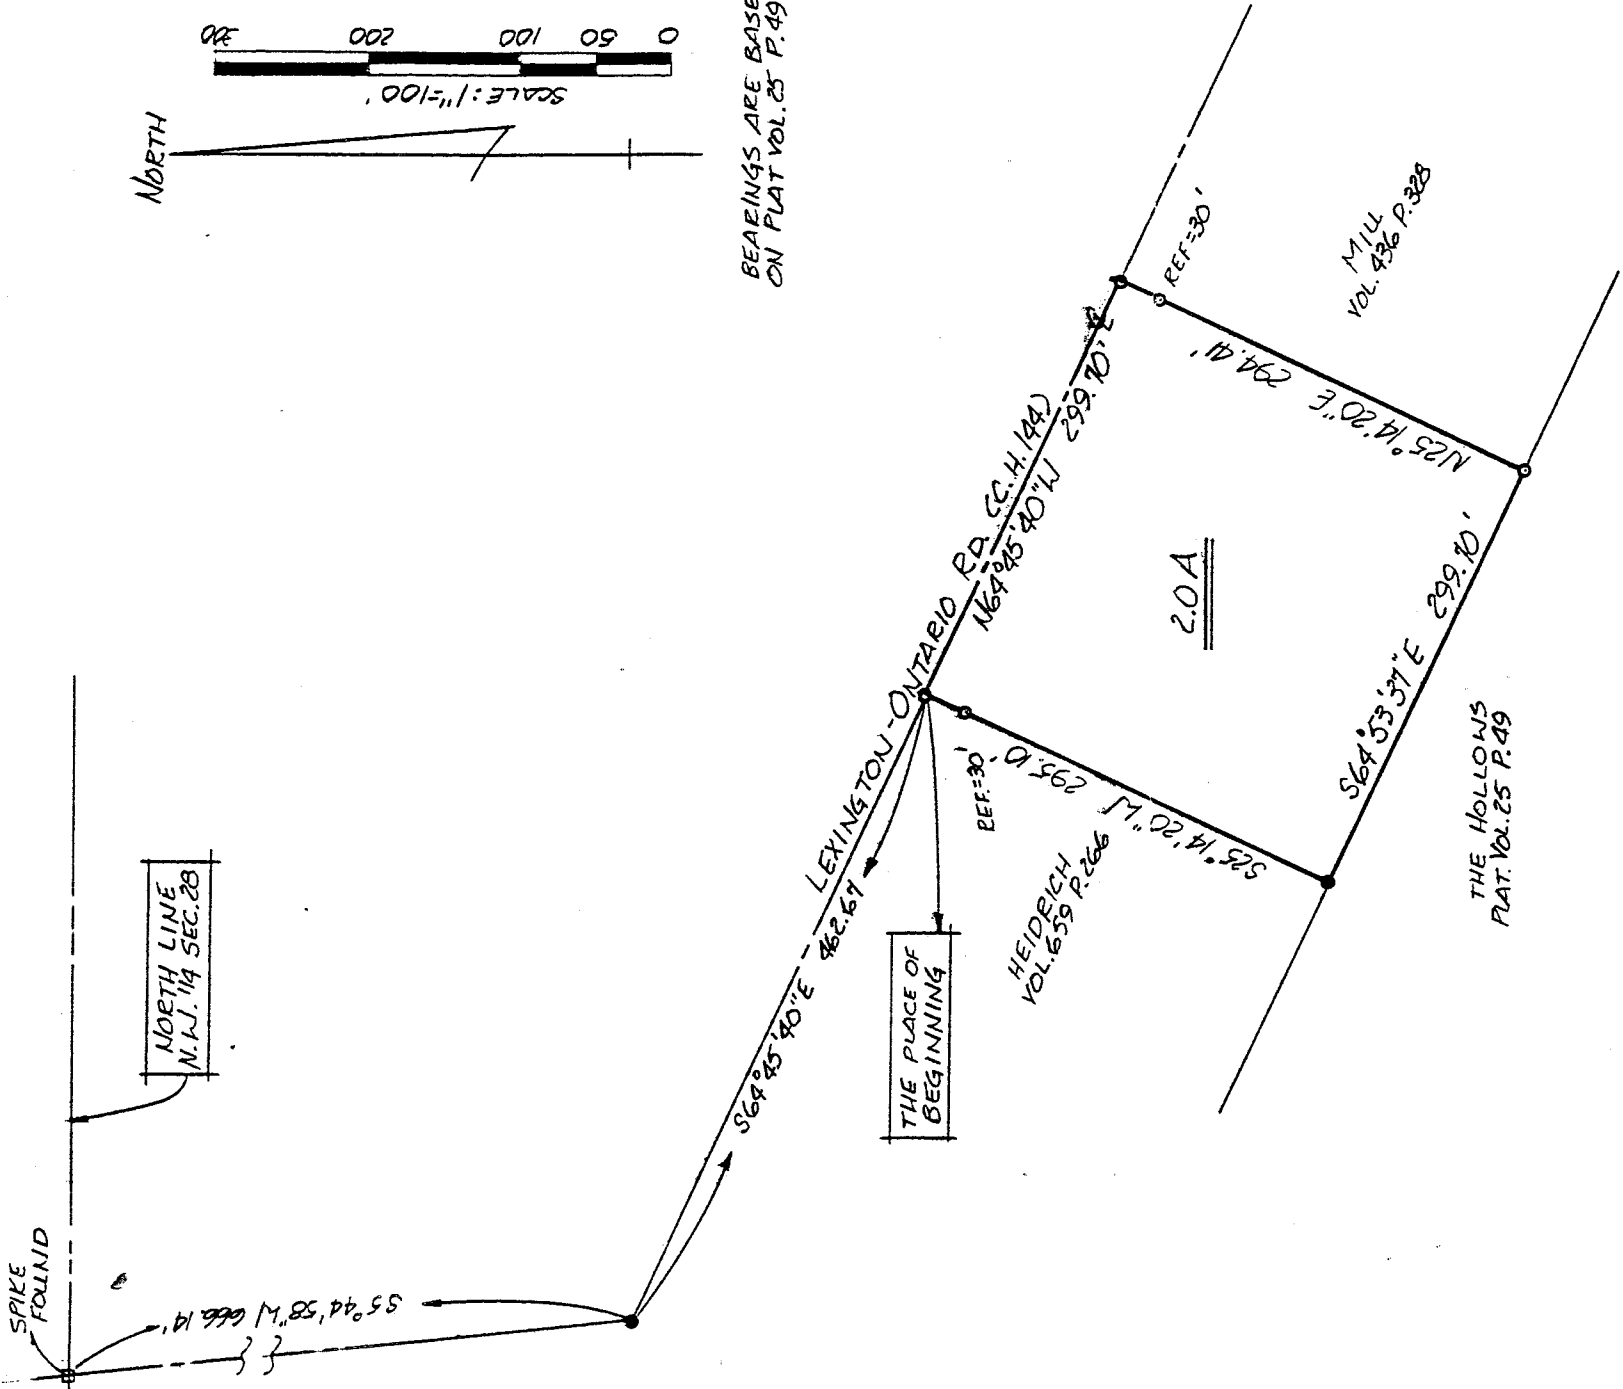 NORTH
SCALE: 1"=100'
300 200 100 50 0
BEARINGS ARE BASE
ON PLAT VOL. 25 P. 49
SPIKE
FOUND
NORTH LINE
N.W. 1/4 SEC. 28
S5°44'58"W 666.14'
S64°45'40"E 462.67
LEXINGTON-ONTARIO RD. (C.H. 144)
N64°45'40"W 299.70'
REF.=30'
REF.=30'
MILL
VOL. 436 P. 328
N25°14'20"E 294.41'
2.0A
S25°14'20"W 295.10'
S64°53'37"E 299.70'
THE PLACE OF
BEGINNING
HEIDRICH
VOL. 659 P. 266
THE HOLLOWS
PLAT. VOL. 25 P. 49